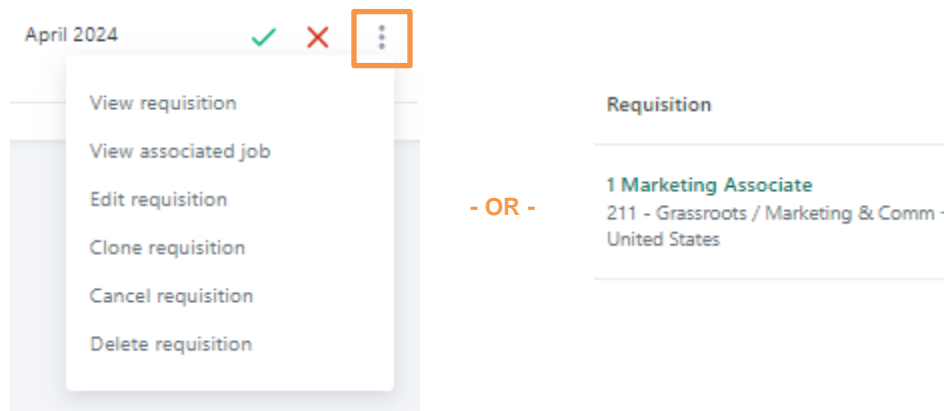 April 2024
View requisition
View associated job
Edit requisition
Clone requisition
Cancel requisition
Delete requisition
- OR -
Requisition
1 Marketing Associate
211 - Grassroots / Marketing & Comm -
United States